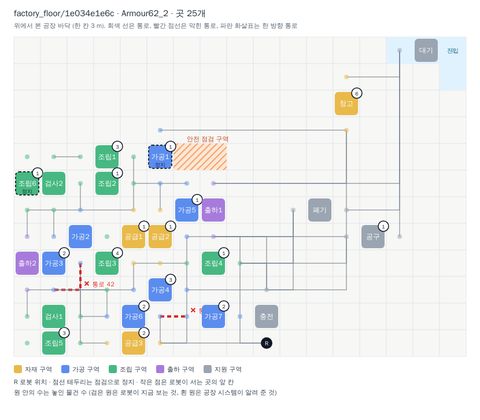 factory_floor/1e034e1e6c · Armour62_2 · 곳 25개
위에서 본 공장 바닥 (한 칸 3 m). 회색 선은 통로, 빨간 점선은 막힌 통로, 파란 화살표는 한 방향 통로
대기
진입
창고
6
안전 점검 구역
조립1
3
가공1
1
조립6
1
검사2
조립2
1
가공5
1
출하1
폐기
가공2
공급1
1
공급2
1
공구
1
출하2
가공3
2
조립3
4
조립4
1
✕ 통로 42
가공4
3
검사1
가공6
2
✕
가공7
2
충전
조립5
3
공급3
2
R
자재 구역
가공 구역
조립 구역
출하 구역
지원 구역
R 로봇 위치 · 점선 테두리는 점검으로 정지 · 작은 점은 로봇이 서는 곳의 앞 칸
원 안의 수는 놓인 물건 수 (검은 원은 로봇이 지금 보는 것, 흰 원은 공장 시스템이 알려 준 것)